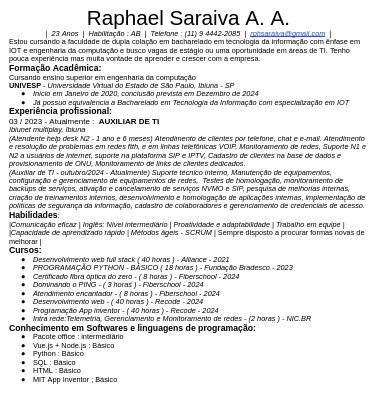 Raphael Saraiva A. A.
| 23 Anos | Habilitação : AB | Telefone : (11) 9 4442-2085 | rphsaraiva@gmail.com |
Estou cursando a faculdade de dupla colação em bacharelado em tecnologia da informação com ênfase em
IOT e engenharia da computação e busco vagas de estágio ou uma oportunidade em áreas de TI. Tenho
pouca experiência mas muita vontade de aprender e crescer com a empresa.
Formação Acadêmica:
Cursando ensino superior em engenharia da computação
UNIVESP - Universidade Virtual do Estado de São Paulo, Ibiuna - SP
● Início em Janeiro de 2020, conclusão prevista em Dezembro de 2024
● Já possuo equivalencia a Bacharelado em Tecnologia da Informação com especialização em IOT
Experiência profissional:
03 / 2023 - Atualmente : AUXILIAR DE TI
Ibiunet multiplay, Ibiuna
(Atendente help desk N2 - 1 ano e 6 meses) Atendimento de clientes por telefone, chat e e-mail. Atendimento
e resolução de problemas em redes ftth, e em linhas telefônicas VOIP, Monitoramento de redes, Suporte N1 e
N2 a usuários de internet, suporte na plataforma SIP e IPTV, Cadastro de clientes na base de dados e
provisionamento de ONU, Monitoramento de links de clientes dedicados.
(Auxiliar de TI - outubro/2024 - Atualmente) Suporte técnico interno, Manutenção de equipamentos,
configuração e gerenciamento de equipamentos de redes, Testes de homologação, monitoramento de
backups de serviços, ativação e cancelamento de serviços NVMO e SIP, pesquisa de melhorias internas,
criação de treinamentos internos, desenvolvimento e homologação de aplicações internas, implementação de
políticas de segurança da informação, cadastro de colaboradores e gerenciamento de credenciais de acesso.
Habilidades:
|Comunicação eficaz | Inglês: Nível intermediário | Proatividade e adaptabilidade | Trabalho em equipe |
|Capacidade de aprendizado rápido | Métodos ágeis - SCRUM | Sempre disposto a procurar formas novas de
melhorar |
Cursos:
● Desenvolvimento web full stack ( 40 horas ) - Alliance - 2021
● PROGRAMAÇÃO PYTHON - BÁSICO ( 18 horas ) - Fundação Bradesco - 2023
● Certificado fibra óptica do zero - ( 8 horas ) - Fiberschool - 2024
● Dominando o PING - ( 3 horas ) - Fiberschool - 2024
● Atendimento encantador - ( 8 horas ) - Fiberschool - 2024
● Desenvolvimento web - ( 40 horas ) - Recode - 2024
● Programação App inventor - ( 40 horas ) - Recode - 2024
● Intra rede:Telemetria, Gerenciamento e Monitoramento de redes - (2 horas ) - NIC.BR
Conhecimento em Softwares e linguagens de programação:
● Pacote office : intermediário
● Vue.js + Node.js : Básico
● Python : Básico
● SQL : Básico
● HTML : Básico
● MIT App Inventor ; Básico